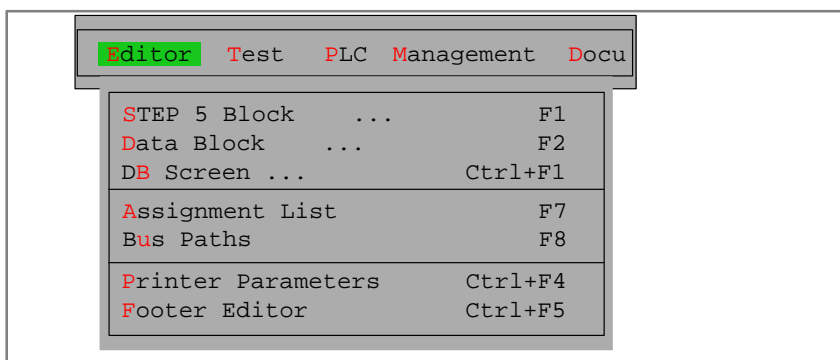 Editor Test PLC Management Docu
STEP 5 Block ... F1
Data Block ... F2
DB Screen ... Ctrl+F1
Assignment List F7
Bus Paths F8
Printer Parameters Ctrl+F4
Footer Editor Ctrl+F5